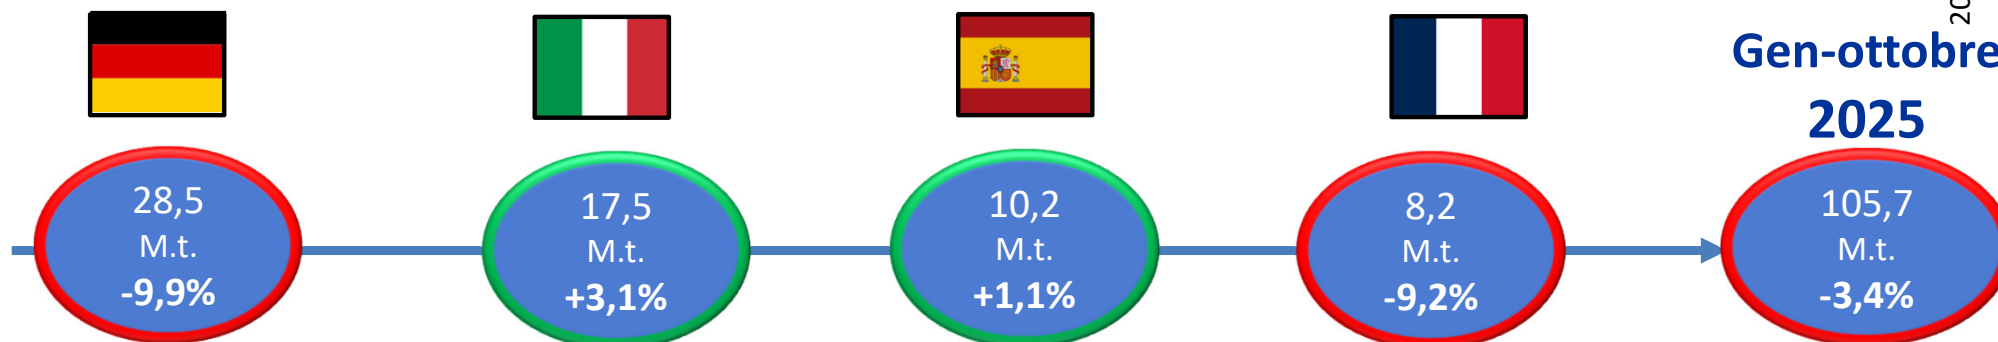 20
Gen-ottobre
2025
28,5
M.t.
-9,9%
17,5
M.t.
+3,1%
10,2
M.t.
+1,1%
8,2
M.t.
-9,2%
105,7
M.t.
-3,4%